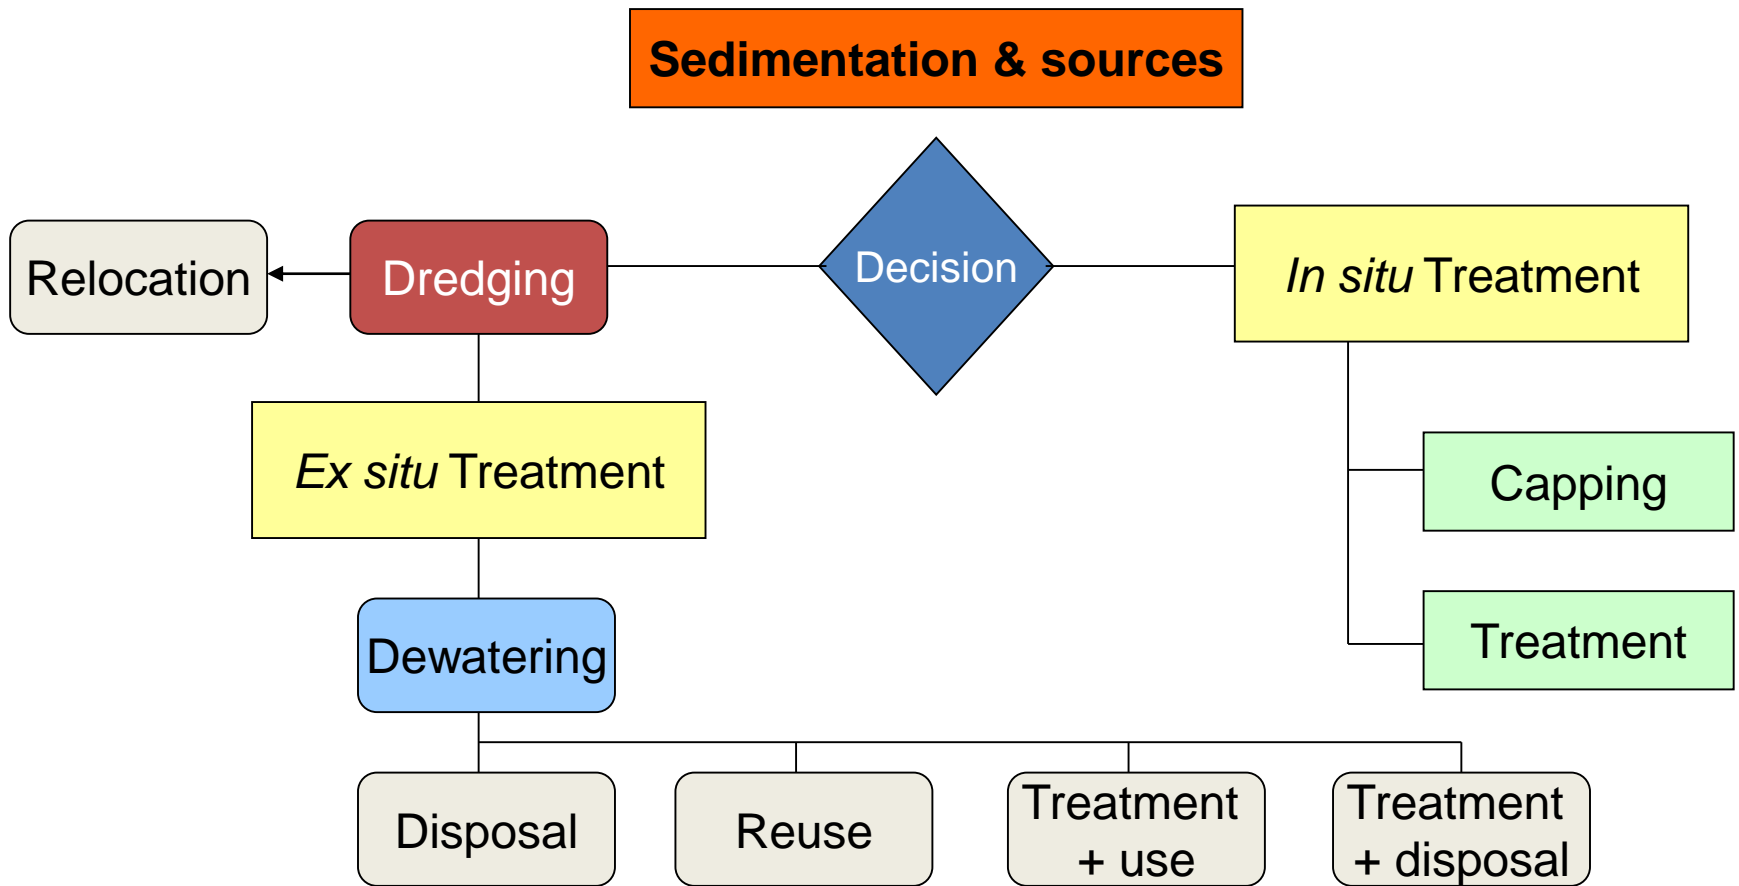 Sedimentation & sources
Relocation
Dredging
Decision
In situ Treatment
Ex situ Treatment
Capping
Treatment
Dewatering
Disposal
Reuse
Treatment
+ use
Treatment
+ disposal